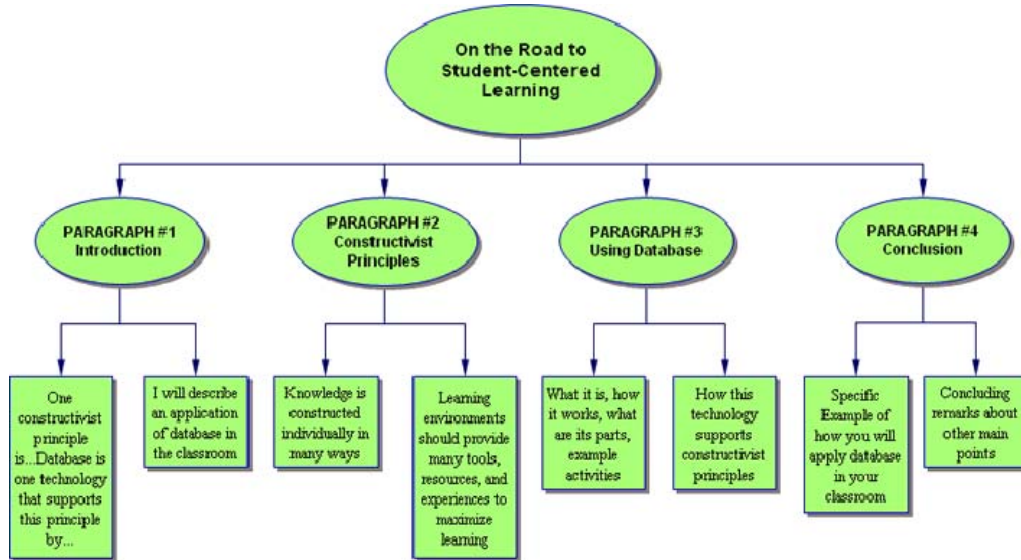 On the Road to
Student-Centered
Learning
PARAGRAPH #1
Introduction
PARAGRAPH #2
Constructivist
Principles
PARAGRAPH #3
Using Database
PARAGRAPH #4
Conclusion
One
constructivist
principle
is...Database is
one technology
that supports
this principle
by...
I will describe
an application
of database in
the classroom
Knowledge is
constructed
individually in
many ways
Learning
environments
should provide
many tools,
resources, and
experiences to
maximize
learning
What it is, how
it works, what
are its parts,
example
activities
How this
technology
supports
constructivist
principles
Specific
Example of
how you will
apply database
in your
classroom
Concluding
remarks about
other main
points